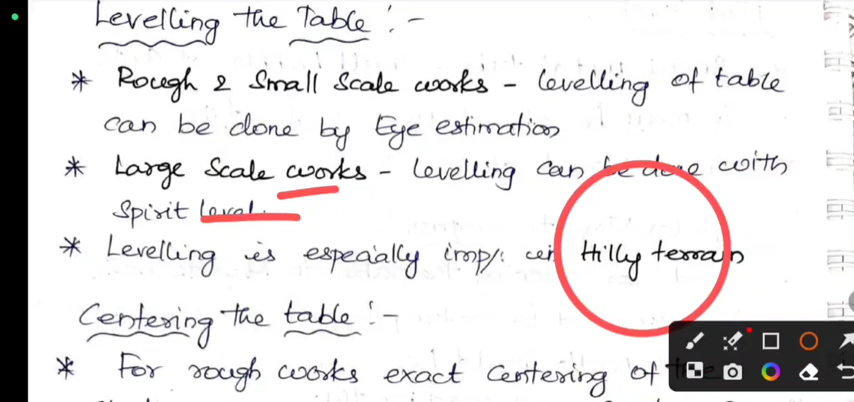 Levelling the Table :-
* Rough & Small Scale works - levelling of table
can be done by Eye estimation
* Large Scale works - Levelling can be done with
Spirit level.
* Levelling is especially imp/: in Hilly terrain
Centering the table :-
* For rough works exact centering of the